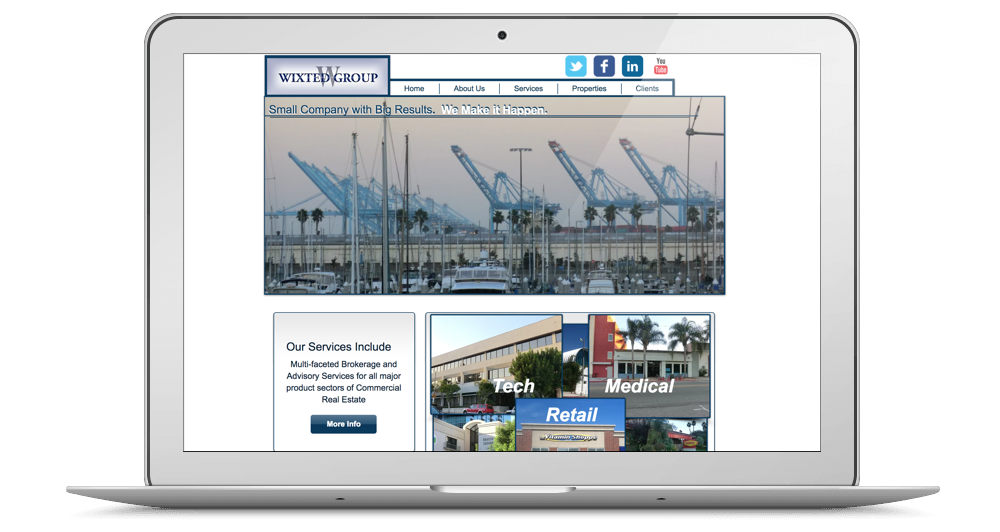 WIXTED GROUP
W
You
Tube
in
Home About Us Services Properties Clients
Small Company with Big Results. We Make it Happen.
Our Services Include
Multi-faceted Brokerage and
Advisory Services for all major
product sectors of Commercial
Real Estate
More Info
Tech
Medical
Retail
Vitamin Shoppe